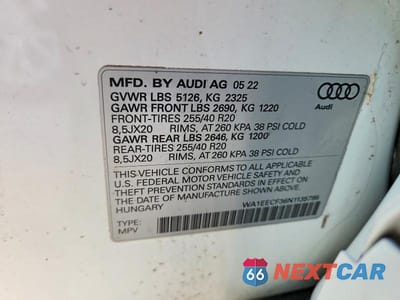 MFD. BY AUDI AG 05 22
GVWR LBS 5126, KG 2325
GAWR FRONT LBS 2690, KG 1220
FRONT-TIRES 255/40 R20
8,5JX20 RIMS, AT 260 KPA 38 PSI COLD
GAWR REAR LBS 2646, KG 1200
REAR-TIRES 255/40 R20
8,5JX20 RIMS, AT 260 KPA 38 PSI COLD
Audi
THIS VEHICLE CONFORMS TO ALL APPLICABLE
FEDERAL MOTOR VEHICLE SAFETY AND THEFT
PREVENTION STANDARDS IN EFFECT ON THE
DATE OF MANUFACTURE SHOWN ABOVE.
HUNGARY
TYPE:
MPV
66 NEXTCAR